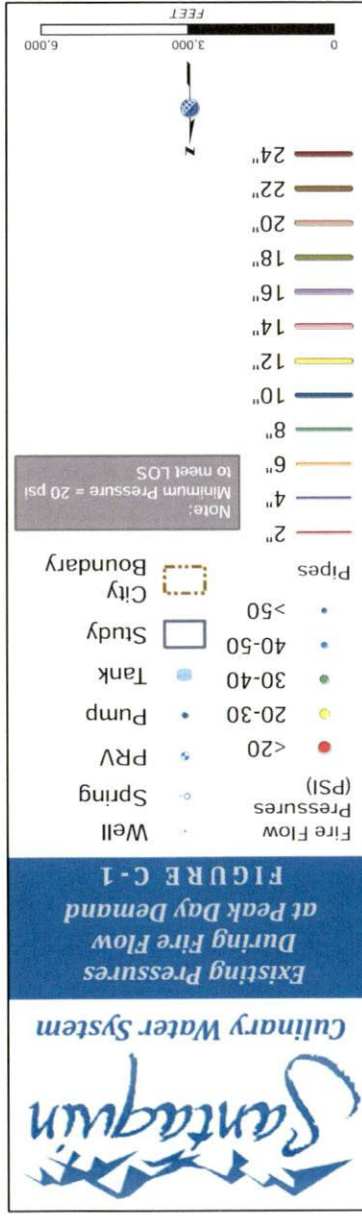 Santaquin
Culinary Water System
Existing Pressures
During Fire Flow
at Peak Day Demand
FIGURE C-1
Fire Flow
Pressures
(PSI)
<20
20-30
30-40
40-50
>50
Well
Spring
PRV
Pump
Tank
Study
City
Boundary
Pipes
2"
4"
6"
8"
10"
12"
14"
16"
18"
20"
22"
24"
Note:
Minimum Pressure = 20 psi
to meet LOS
N
0 3,000 6,000
FEET